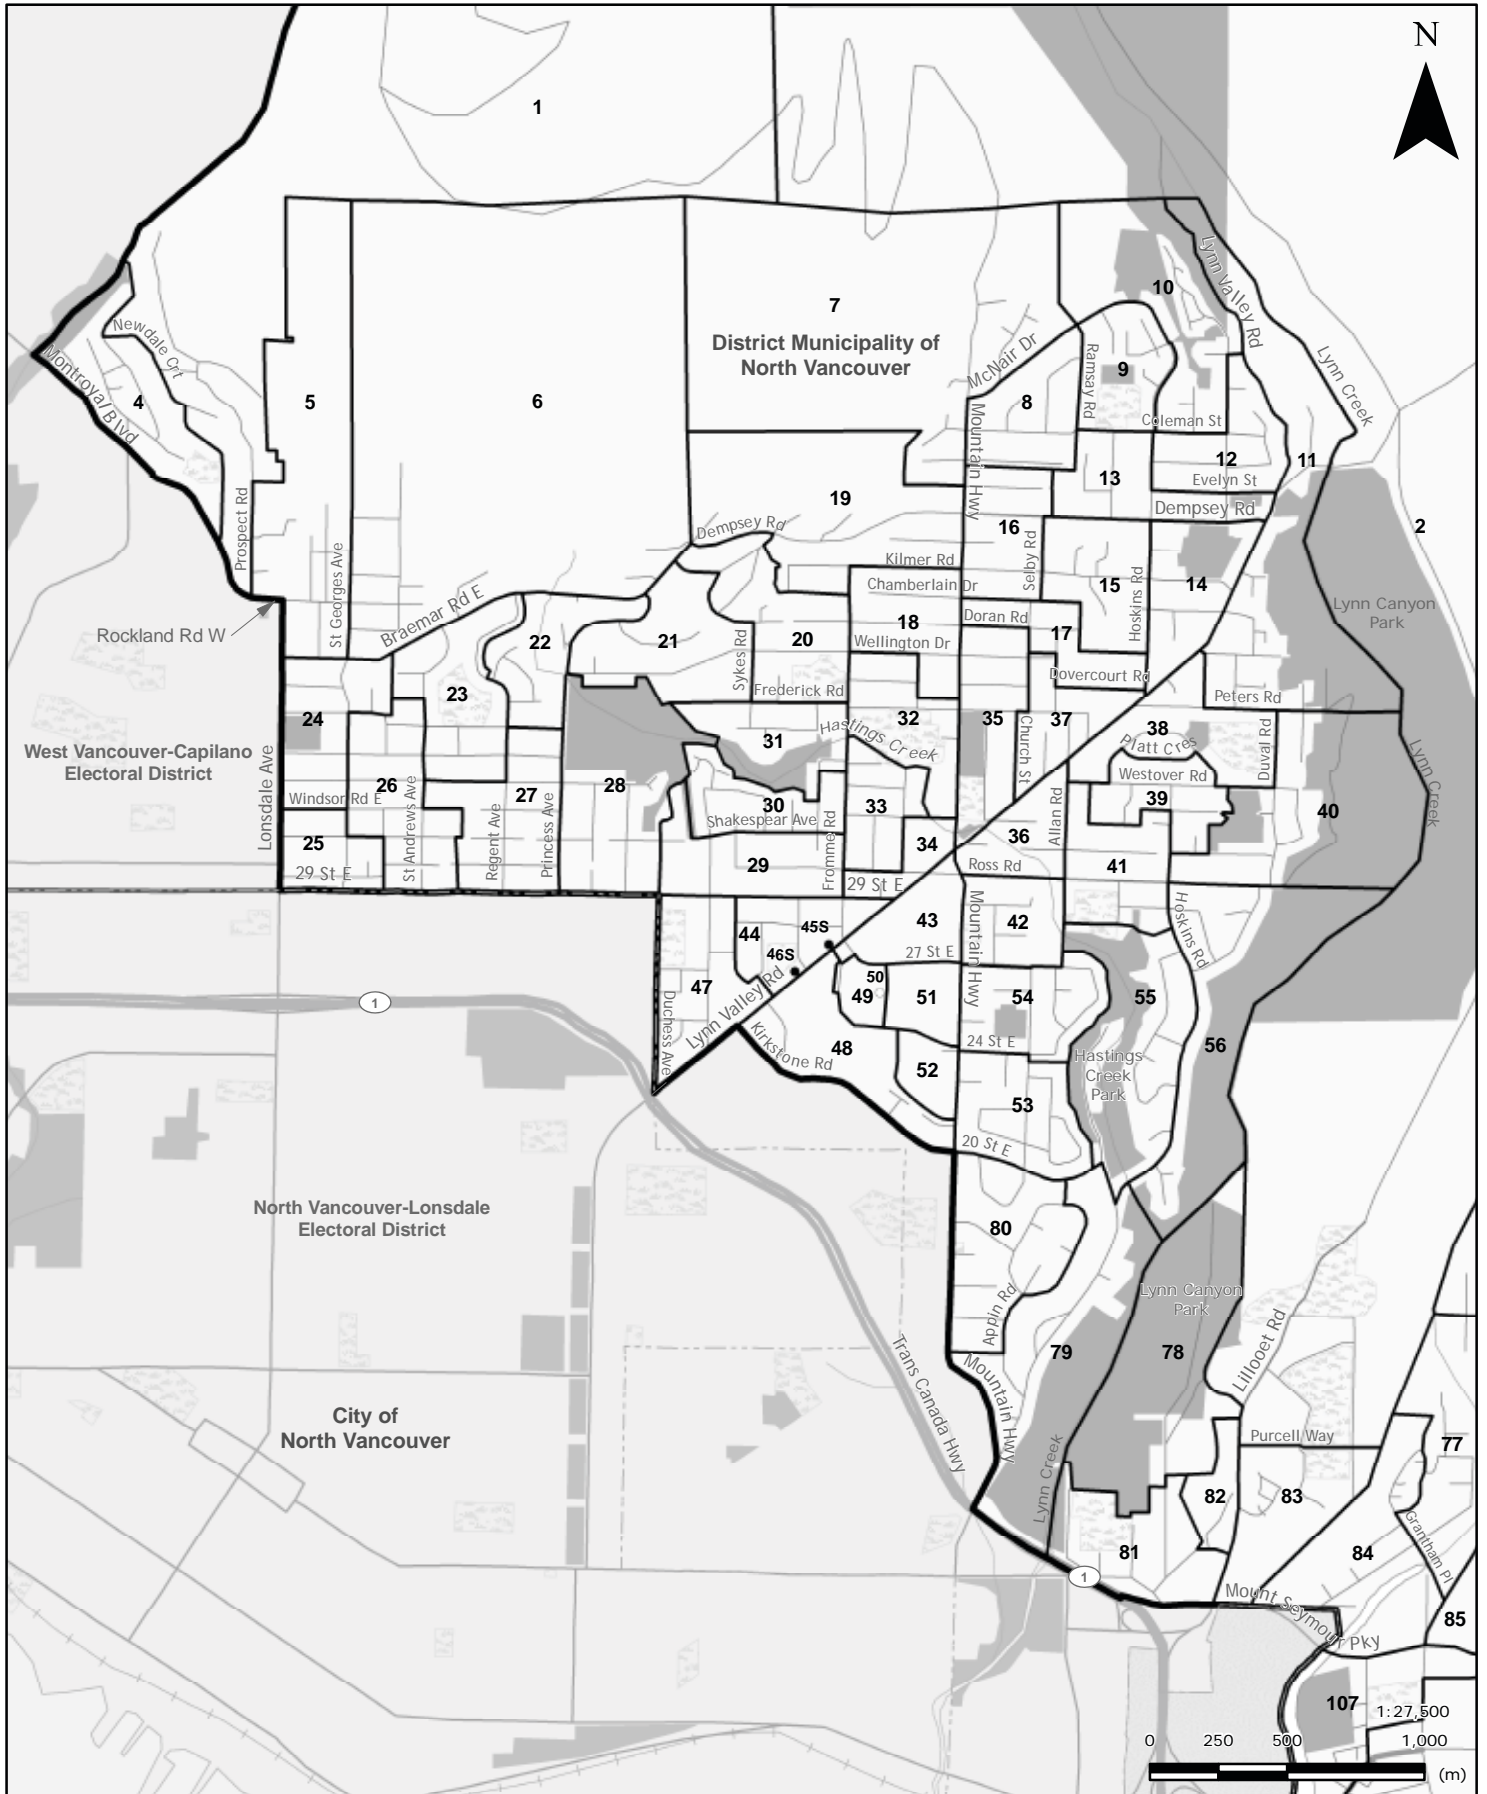 N
1
Lynn Valley Rd
10
7
District Municipality of
North Vancouver
Newdale Crt
Montroyal Blvd
4
5
6
McNair Dr
8
Ramsay Rd
9
Coleman St
Lynn Creek
Mountain Hwy
12
11
Evelyn St
13
Dempsey Rd
2
19
Prospect Rd
Dempsey Rd
16
Kilmer Rd
Selby Rd
Chamberlain Dr
15
Hoskins Rd
14
St Georges Ave
Braemar Rd E
Rockland Rd W
Lynn Canyon
Park
22
21
Sykes Rd
20
18
Doran Rd
17
Wellington Dr
Dovercourt Rd
23
Frederick Rd
Peters Rd
24
31
Hastings Creek
32
35
Church St
37
38
Platt Cres
Duval Rd
Lynn Creek
West Vancouver-Capilano
Electoral District
Lonsdale Ave
Windsor Rd E
26
St Andrews Ave
27
Regent Ave
Princess Ave
28
30
Shakespear Ave
Fromme Rd
33
Westover Rd
39
40
25
29 St E
29
34
29 St E
36
Allan Rd
Ross Rd
41
44
45S
46S
43
27 St E
Mountain Hwy
42
Hoskins Rd
47
Duchess Ave
Lynn Valley Rd
50
49
51
54
55
1
Kirkstone Rd
48
24 St E
56
52
Hastings
Creek
Park
53
20 St E
North Vancouver-Lonsdale
Electoral District
80
Appin Rd
Lynn Canyon
Park
79
78
Lillooet Rd
Trans Canada Hwy
Mountain Hwy
City of
North Vancouver
Lynn Creek
Purcell Way
77
82
83
Grantham Pl
81
84
1
Mount Seymour Pky
85
107
1:27,500
0 250 500 1,000
(m)